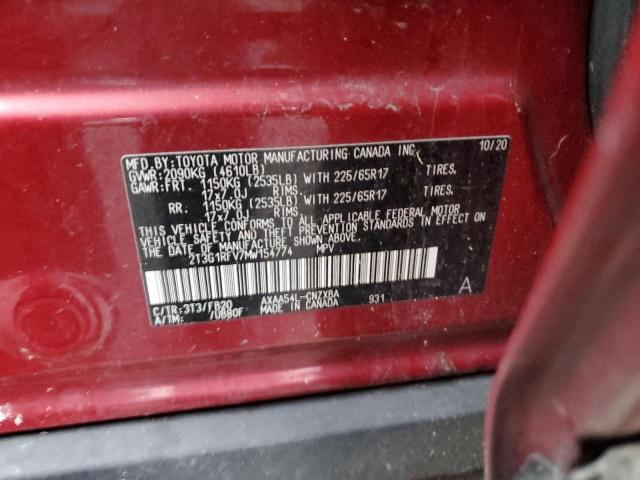 MFD. BY: TOYOTA MOTOR MANUFACTURING CANADA INC. 10/20
GVWR: 2090KG (4610LB)
GAWR: FRT. 1150KG (2535LB) WITH 225/65R17 TIRES.
17x7.0J RIMS
RR. 1150KG (2535LB) WITH 225/65R17 TIRES.
17x7.0J RIMS
THIS VEHICLE CONFORMS TO ALL APPLICABLE FEDERAL MOTOR
VEHICLE SAFETY AND THEFT PREVENTION STANDARDS IN EFFECT
ON THE DATE OF MANUFACTURE SHOWN ABOVE.
2T3G1RFV7MW154774 MPV
C/TR: 3T3/FB20 AXAA54L-CNZXBA 931 A
A/TM: /UB80F MADE IN CANADA